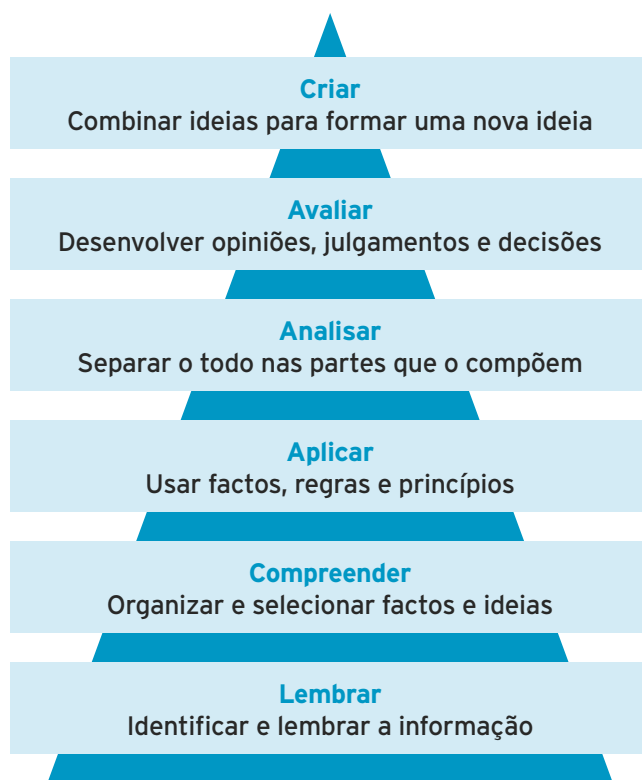 Criar
Combinar ideias para formar uma nova ideia
Avaliar
Desenvolver opiniões, julgamentos e decisões
Analisar
Separar o todo nas partes que o compõem
Aplicar
Usar factos, regras e princípios
Compreender
Organizar e selecionar factos e ideias
Lembrar
Identificar e lembrar a informação